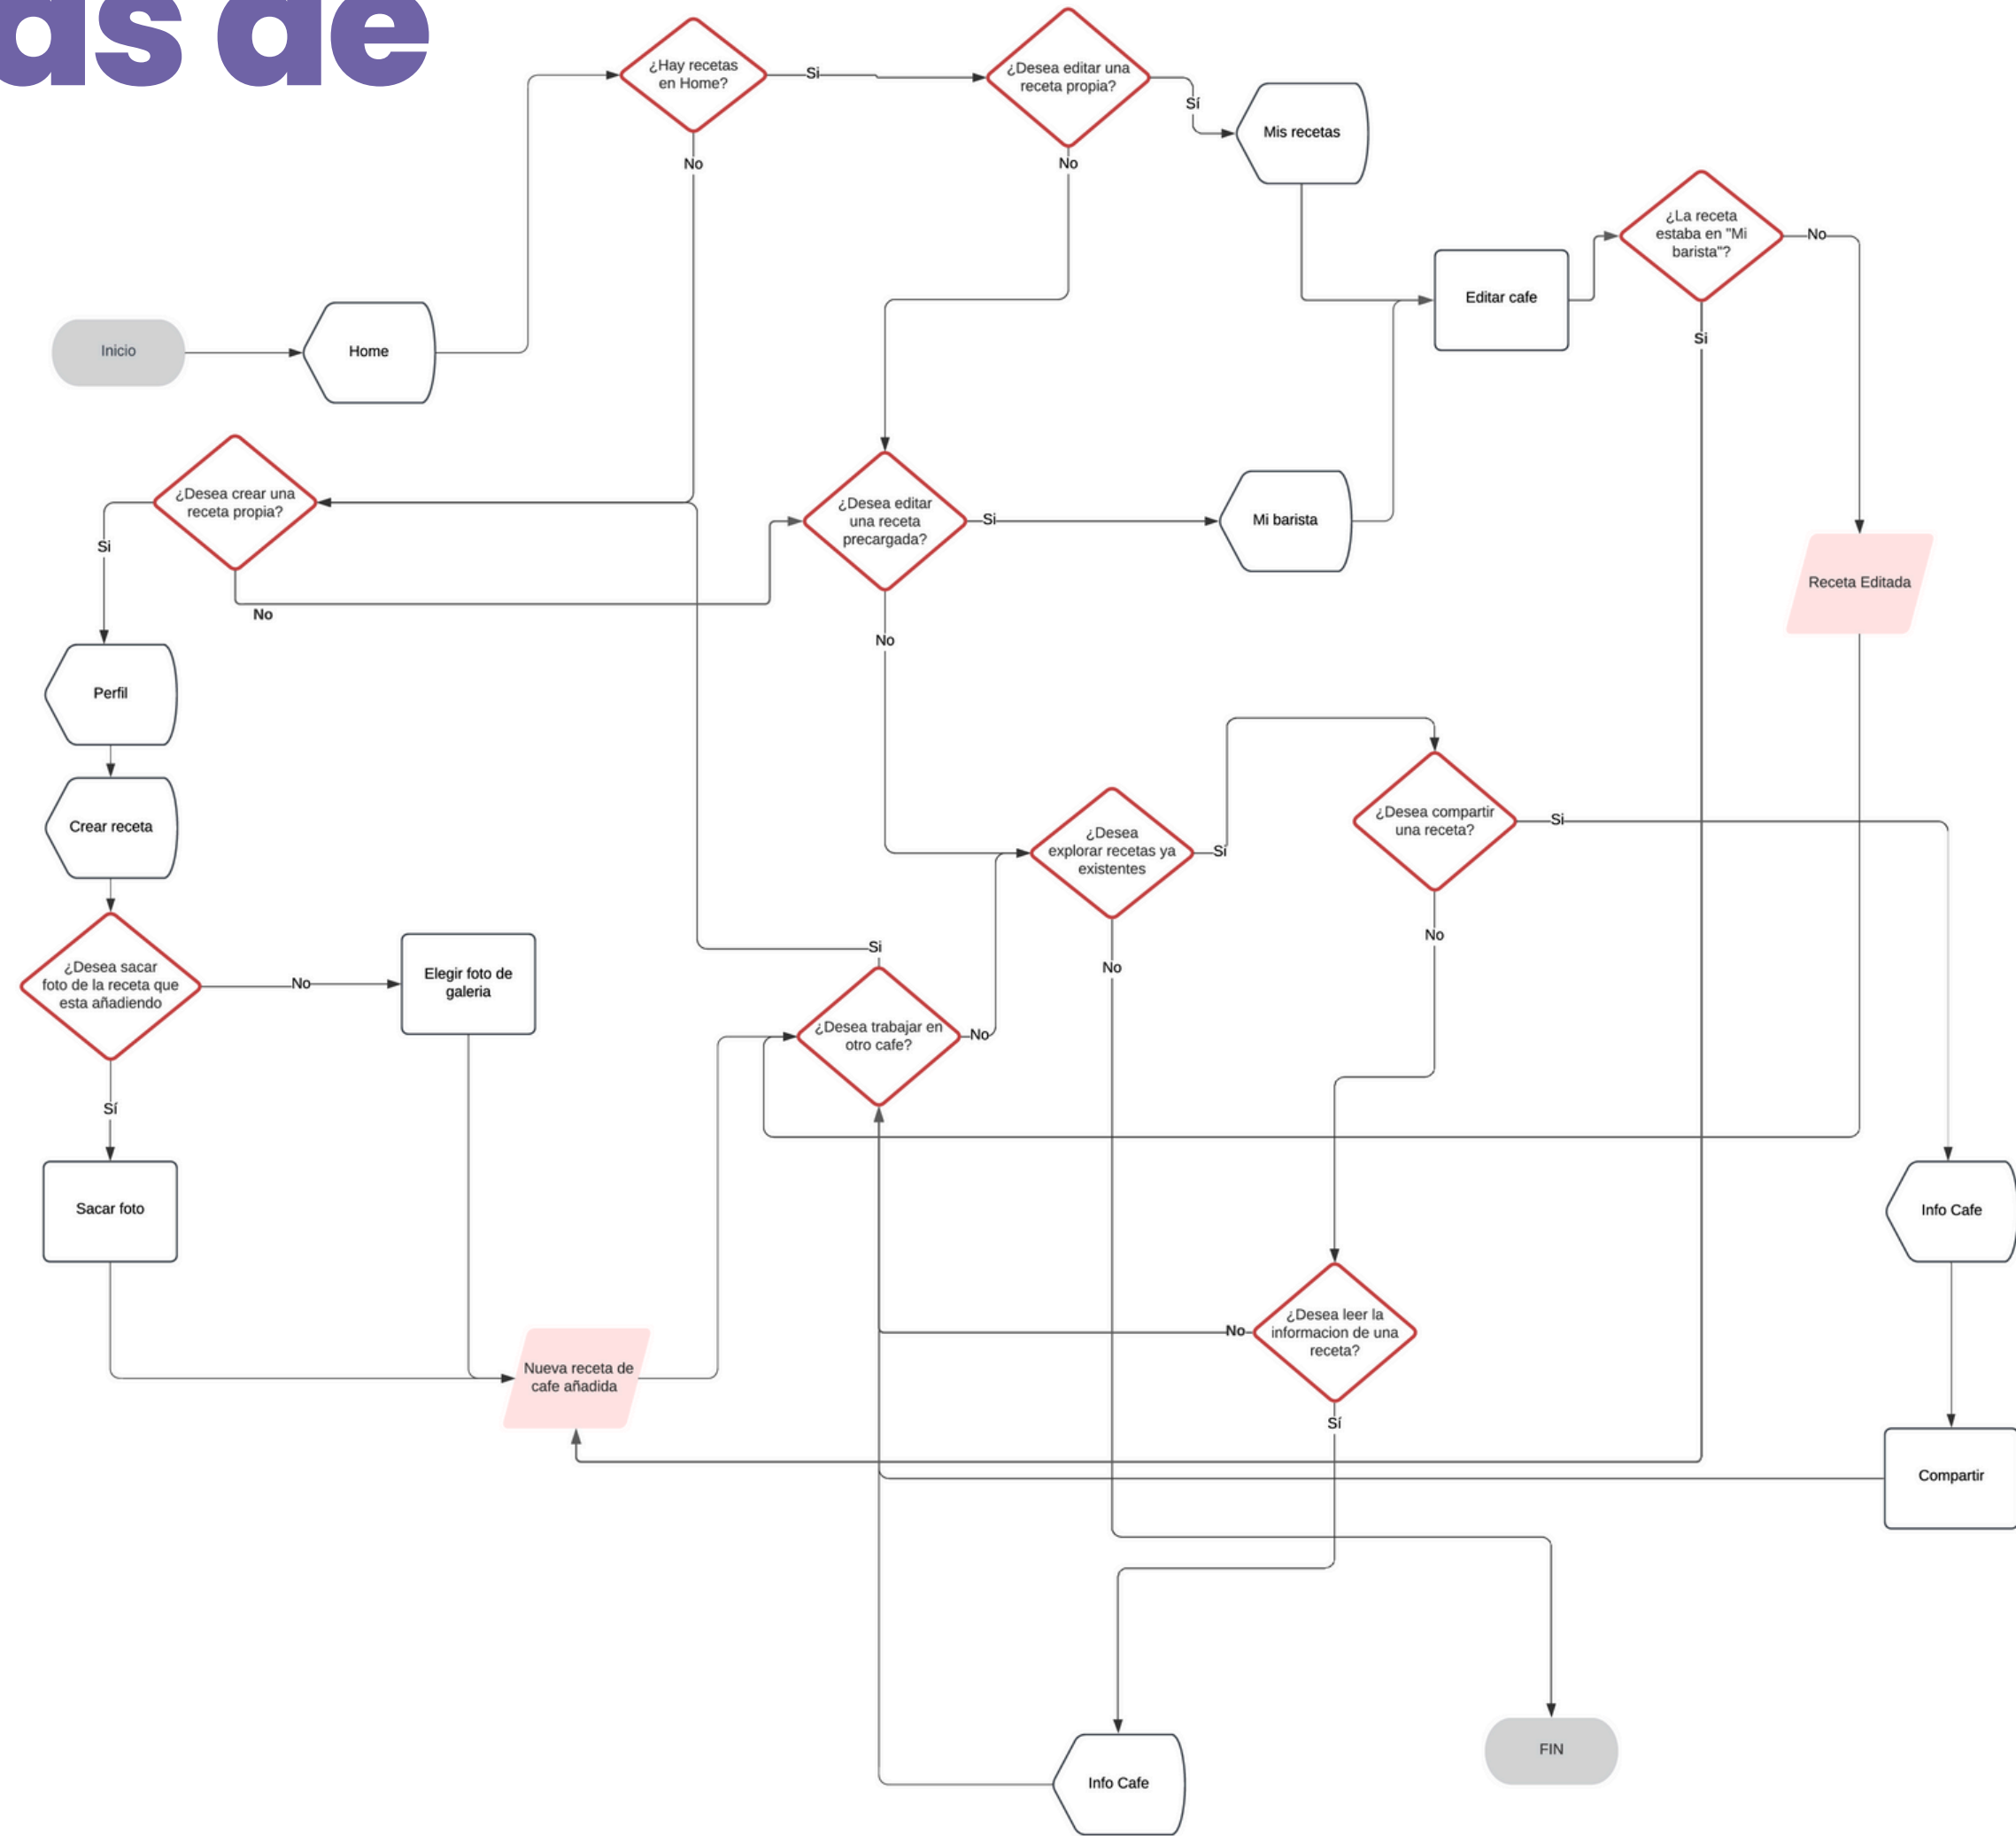 as de
¿Hay recetas
en Home?
Si
¿Desea editar una
receta propia?
Sí
Mis recetas
No
No
¿La receta
estaba en "Mi
barista"?
No
Editar cafe
Si
Inicio
Home
¿Desea crear una
receta propia?
Si
No
¿Desea editar
una receta
precargada?
Si
Mi barista
No
Receta Editada
Perfil
Crear receta
¿Desea
explorar recetas ya
existentes
Si
No
¿Desea compartir
una receta?
Si
No
¿Desea sacar
foto de la receta que
esta añadiendo
No
Elegir foto de
galeria
Sí
Si
¿Desea trabajar en
otro cafe?
No
Sacar foto
Info Cafe
¿Desea leer la
informacion de una
receta?
No
Sí
Nueva receta de
cafe añadida
Compartir
Info Cafe
FIN